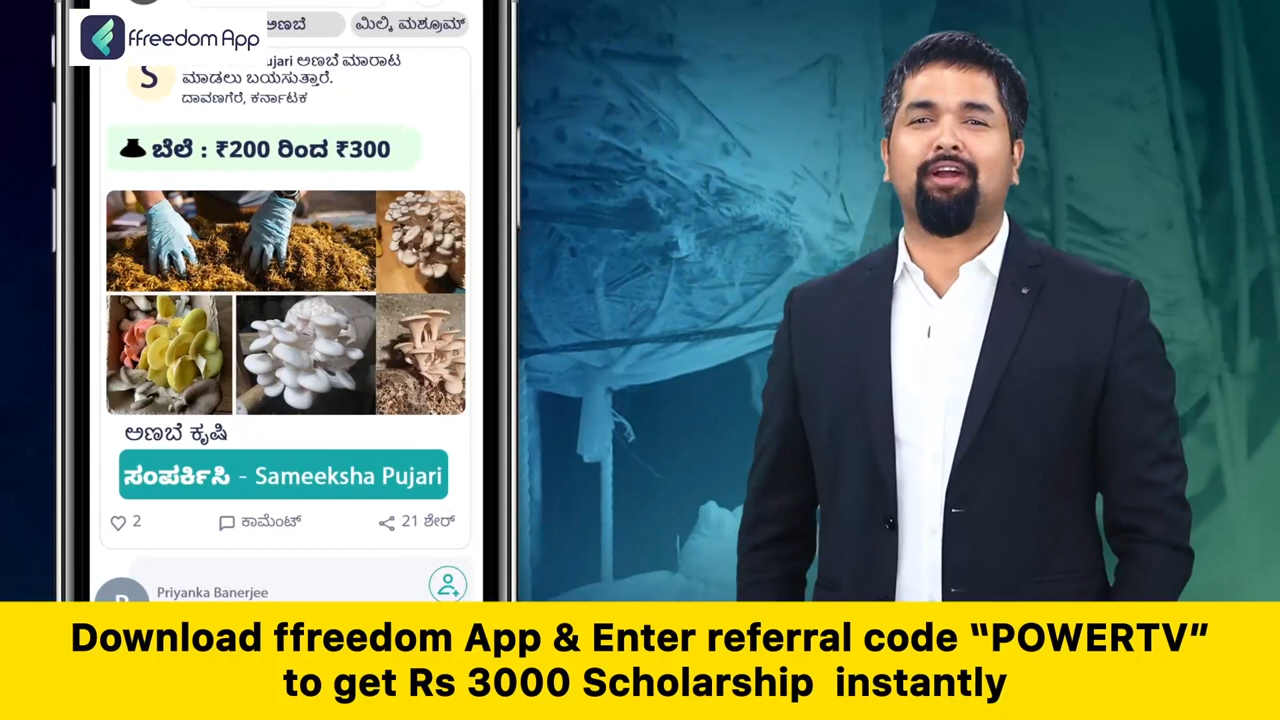 ffreedom App
ಅಣಬೆ
ಮಿಲ್ಕಿ ಮಶ್ರೂಮ್
S
ujari ಅಣಬೆ ಮಾರಾಟ
ಮಾಡಲು ಬಯಸುತ್ತಾರೆ.
ದಾವಣಗೆರೆ, ಕರ್ನಾಟಕ
ಬೆಲೆ : ₹200 ರಿಂದ ₹300
ಅಣಬೆ ಕೃಷಿ
ಸಂಪರ್ಕಿಸಿ - Sameeksha Pujari
2
ಕಾಮೆಂಟ್
21 ಶೇರ್
Priyanka Banerjee
Download ffreedom App & Enter referral code “POWERTV”
to get Rs 3000 Scholarship instantly